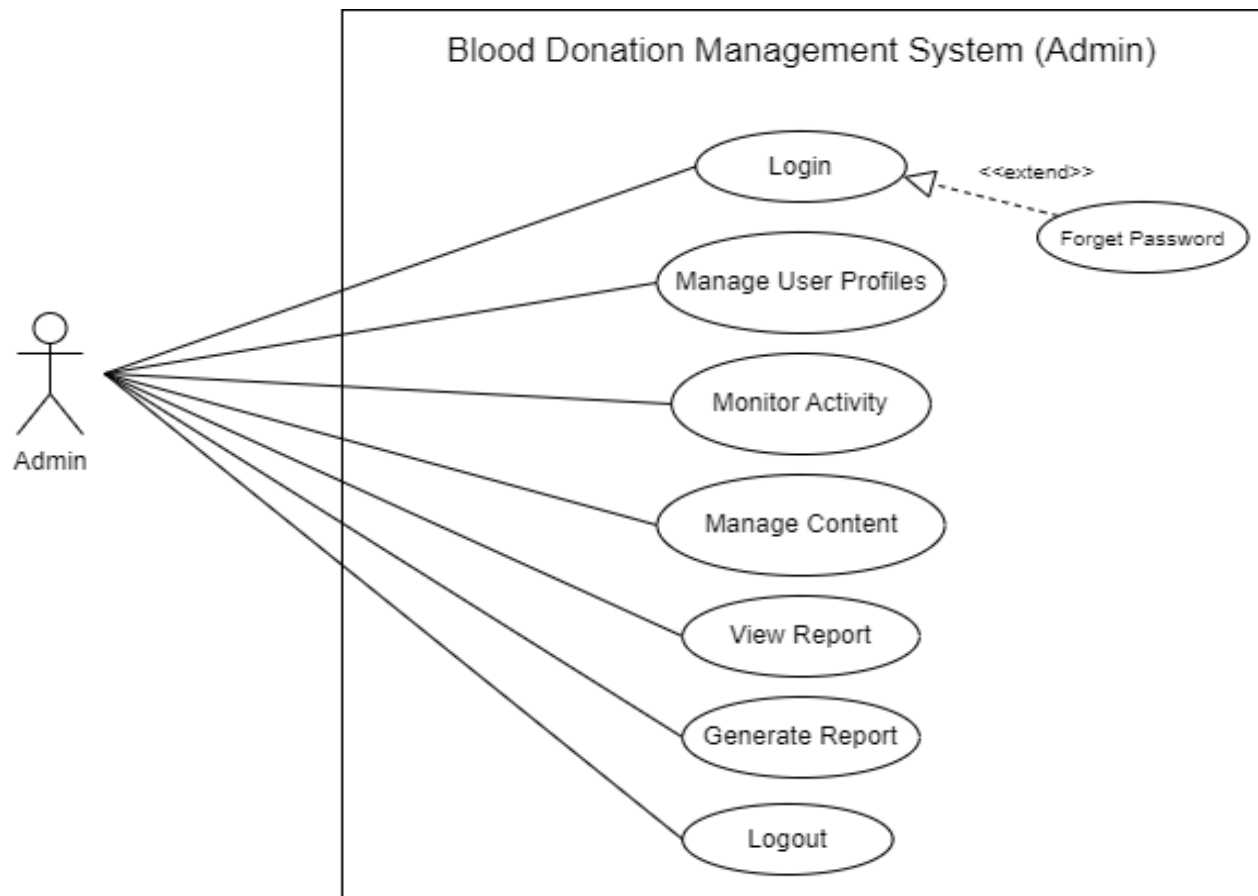 Blood Donation Management System (Admin)
Login
<<extend>>
Forget Password
Manage User Profiles
Monitor Activity
Admin
Manage Content
View Report
Generate Report
Logout